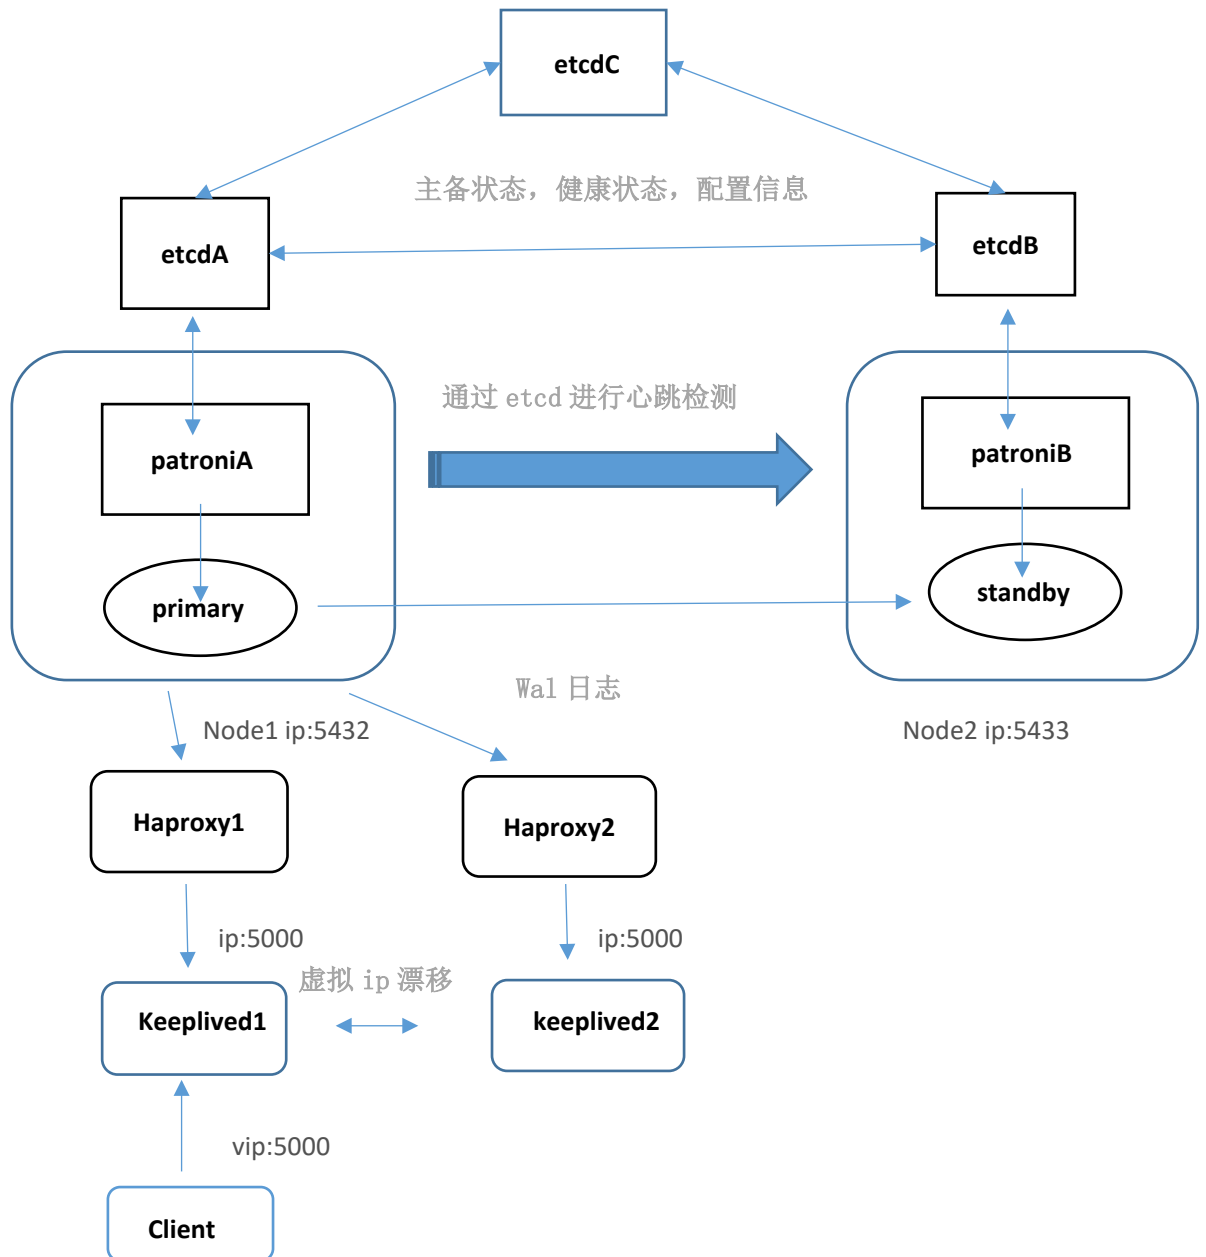 etcdC
主备状态，健康状态，配置信息
etcdA
etcdB
通过 etcd 进行心跳检测
patroniA
patroniB
primary
standby
Wal 日志
Node1 ip:5432
Node2 ip:5433
Haproxy1
Haproxy2
ip:5000
ip:5000
虚拟 ip 漂移
Keeplived1
keeplived2
vip:5000
Client